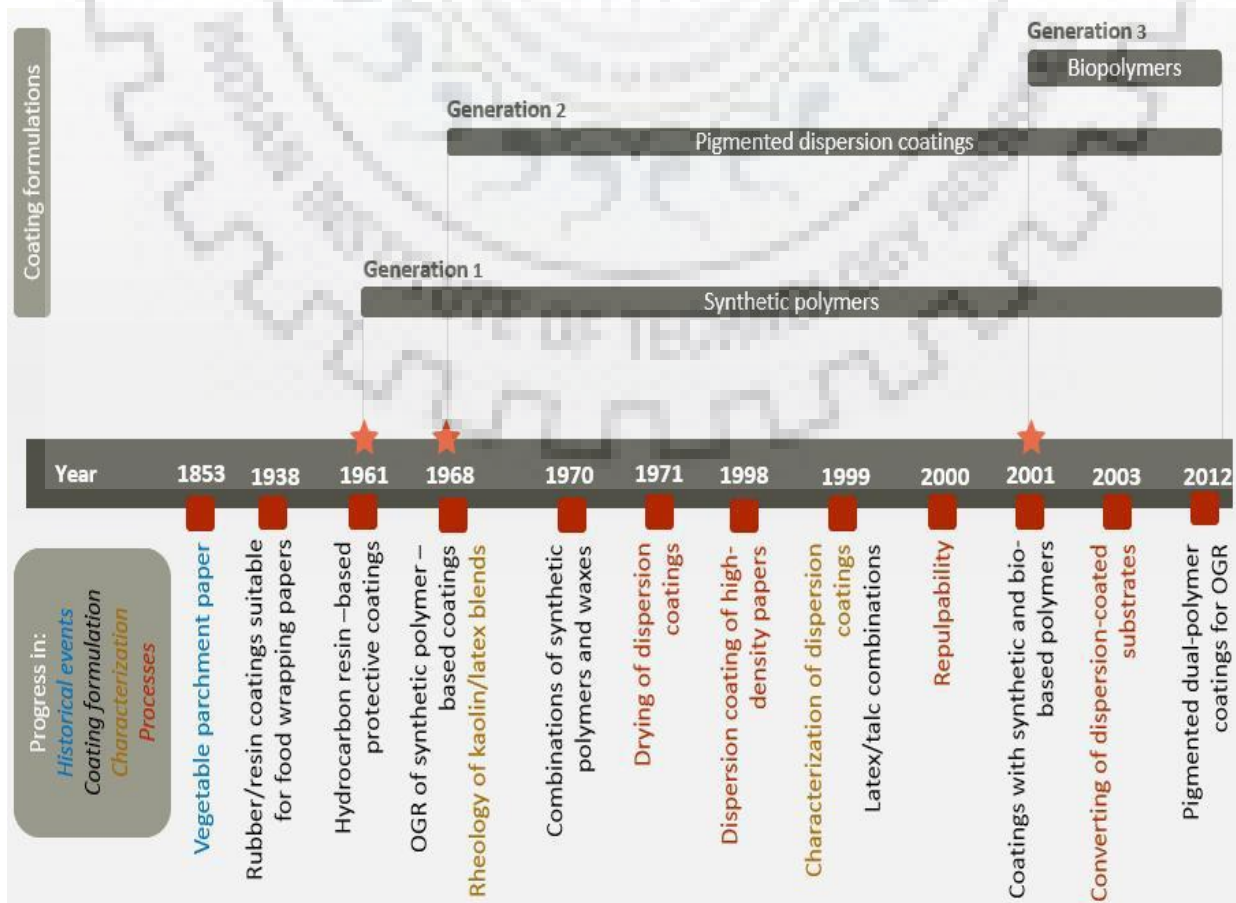 Coating formulations
Generation 3
Biopolymers
Generation 2
Pigmented dispersion coatings
Generation 1
Synthetic polymers
OF TECHNOLOGY
Year 1853 1938 1961 1968 1970 1971 1998 1999 2000 2001 2003 2012
Progress in:
Historical events
Coating formulation
Characterization
Processes
Vegetable parchment paper
Rubber/resin coatings suitable
for food wrapping papers
Hydrocarbon resin –based
protective coatings
OGR of synthetic polymer –
based coatings
Rheology of kaolin/latex blends
Combinations of synthetic
polymers and waxes
Drying of dispersion
coatings
Dispersion coating of high-
density papers
Characterization of dispersion
coatings
Latex/talc combinations
Repulpability
Coatings with synthetic and bio-
based polymers
Converting of dispersion-coated
substrates
Pigmented dual-polymer
coatings for OGR